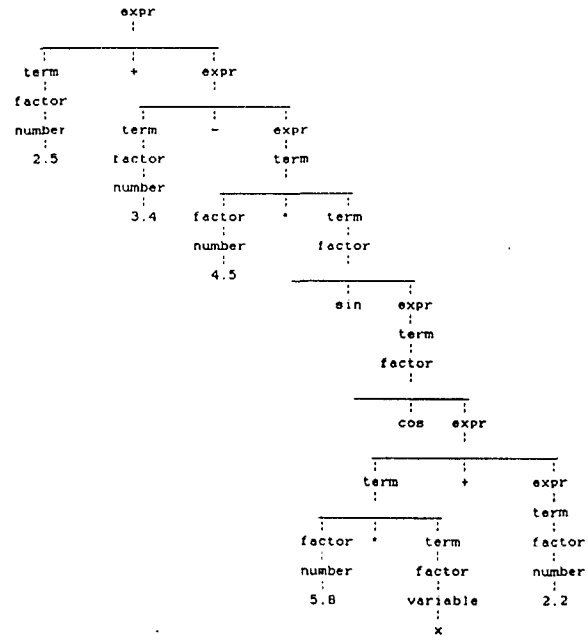 expr
term + expr
factor
number term - expr
2.5 factor term
number
3.4 factor * term
number factor
4.5
sin expr
term
factor
cos expr
term + expr
term
factor * term factor
number factor number
5.8 variable 2.2
x